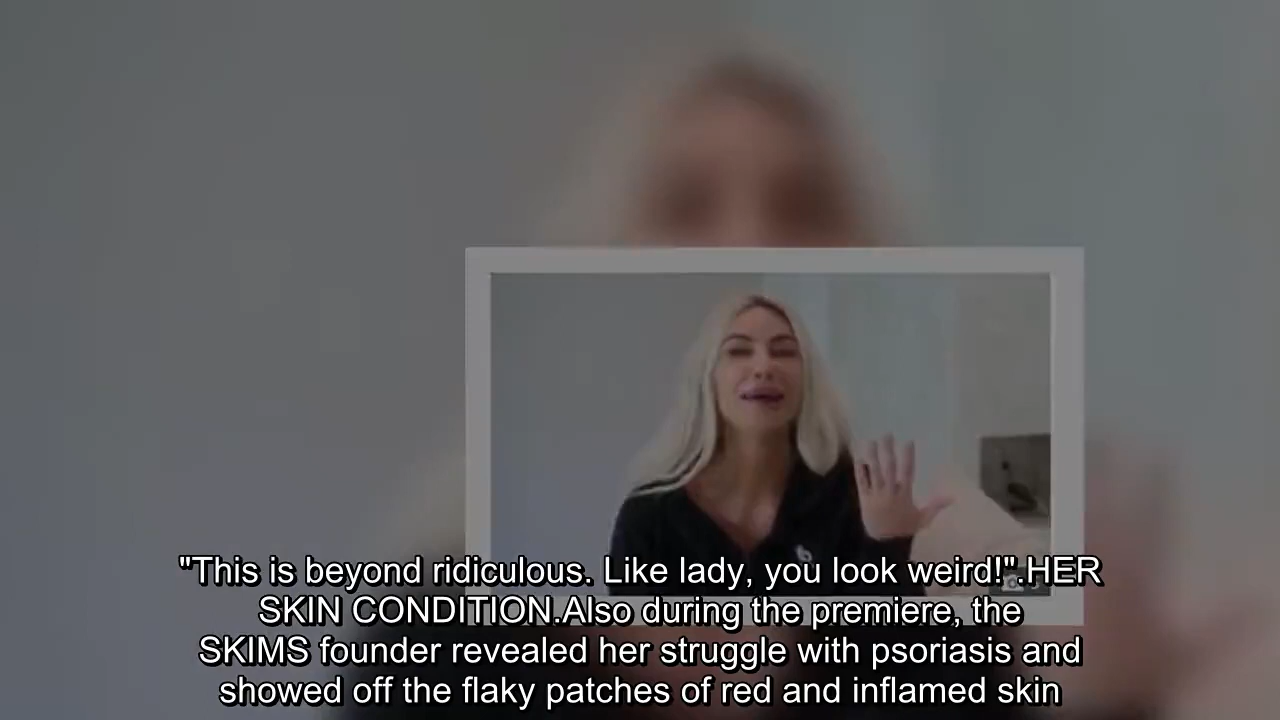 "This is beyond ridiculous. Like lady, you look weird!".HER
SKIN CONDITION.Also during the premiere, the
SKIMS founder revealed her struggle with psoriasis and
showed off the flaky patches of red and inflamed skin